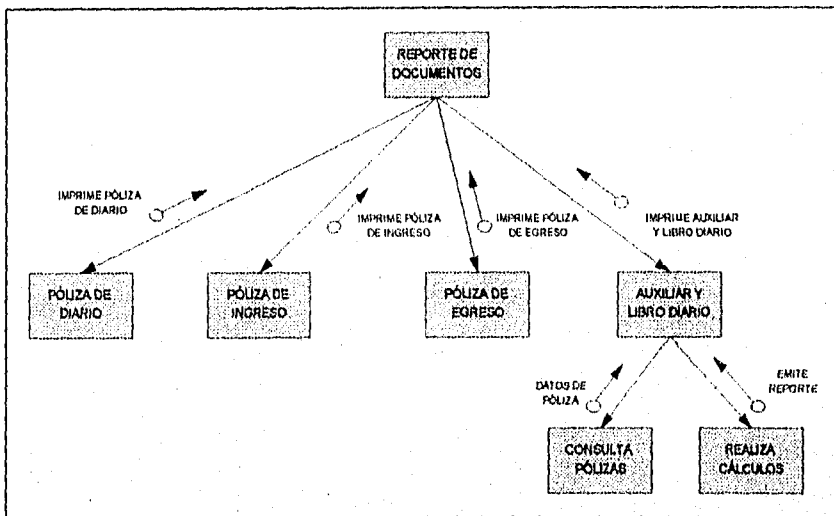 REPORTE DE
DOCUMENTOS
IMPRIME PÓLIZA
DE DIARIO
IMPRIME PÓLIZA
DE INGRESO
IMPRIME PÓLIZA
DE EGRESO
IMPRIME AUXILIAR
Y LIBRO DIARIO
PÓLIZA DE
DIARIO
PÓLIZA DE
INGRESO
PÓLIZA DE
EGRESO
AUXILIAR Y
LIBRO DIARIO
DATOS DE
PÓLIZA
EMITE
REPORTE
CONSULTA
PÓLIZAS
REALIZA
CÁLCULOS